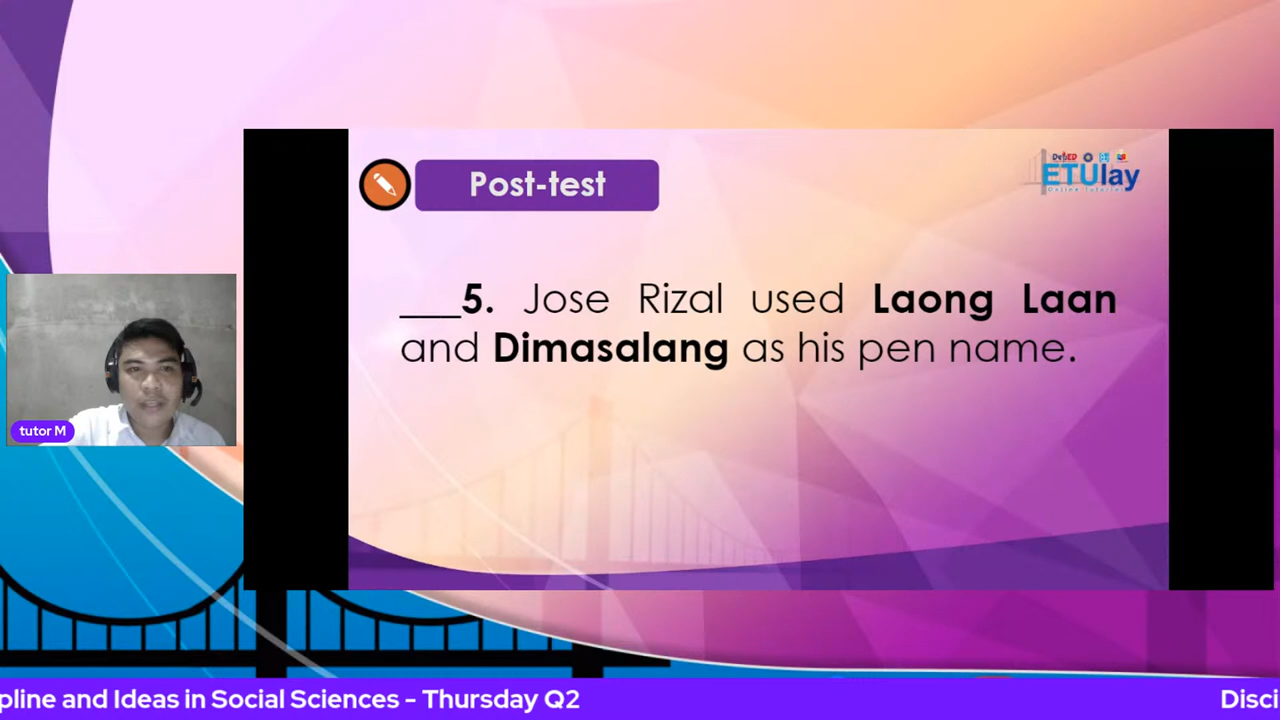 Post-test
DepED
ETUlay
Online Tutorial
___5. Jose Rizal used Laong Laan
and Dimasalang as his pen name.
tutor M
pline and Ideas in Social Sciences - Thursday Q2
Disci